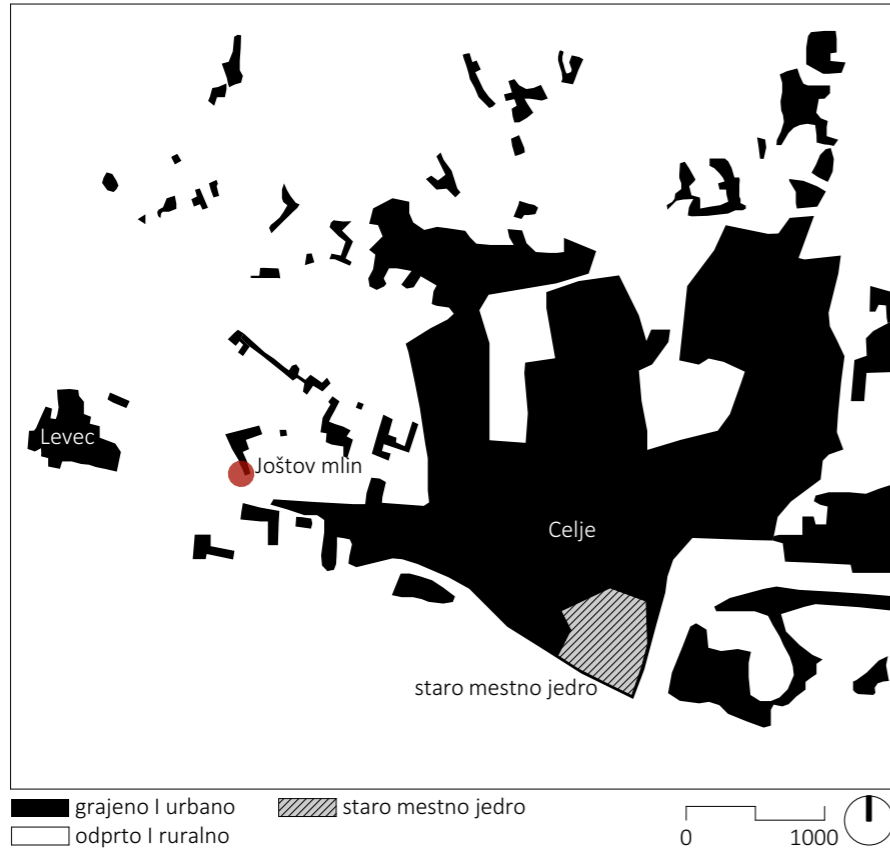 Levec
Joštov mlin
Celje
staro mestno jedro
grajeno I urbano
staro mestno jedro
odprto I ruralno
0
1000